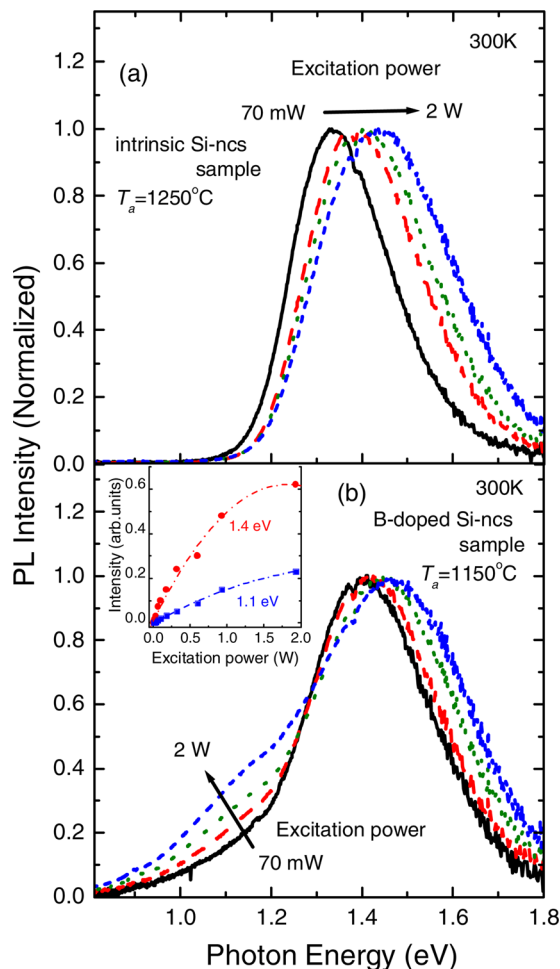 300K
(a)
Excitation power
70 mW
2 W
intrinsic Si-ncs
sample
Ta=1250°C
1.0
0.8
0.6
0.4
0.2
0.0
PL Intensity (Normalized)
(b)
300K
B-doped Si-ncs
sample
Ta=1150°C
Intensity (arb.units)
0.6
0.4
0.2
0.0
1.4 eV
1.1 eV
0.0 0.5 1.0 1.5 2.0
Excitation power (W)
1.0
0.8
0.6
0.4
0.2
0.0
2 W
Excitation power
70 mW
1.0 1.2 1.4 1.6 1.8
Photon Energy (eV)